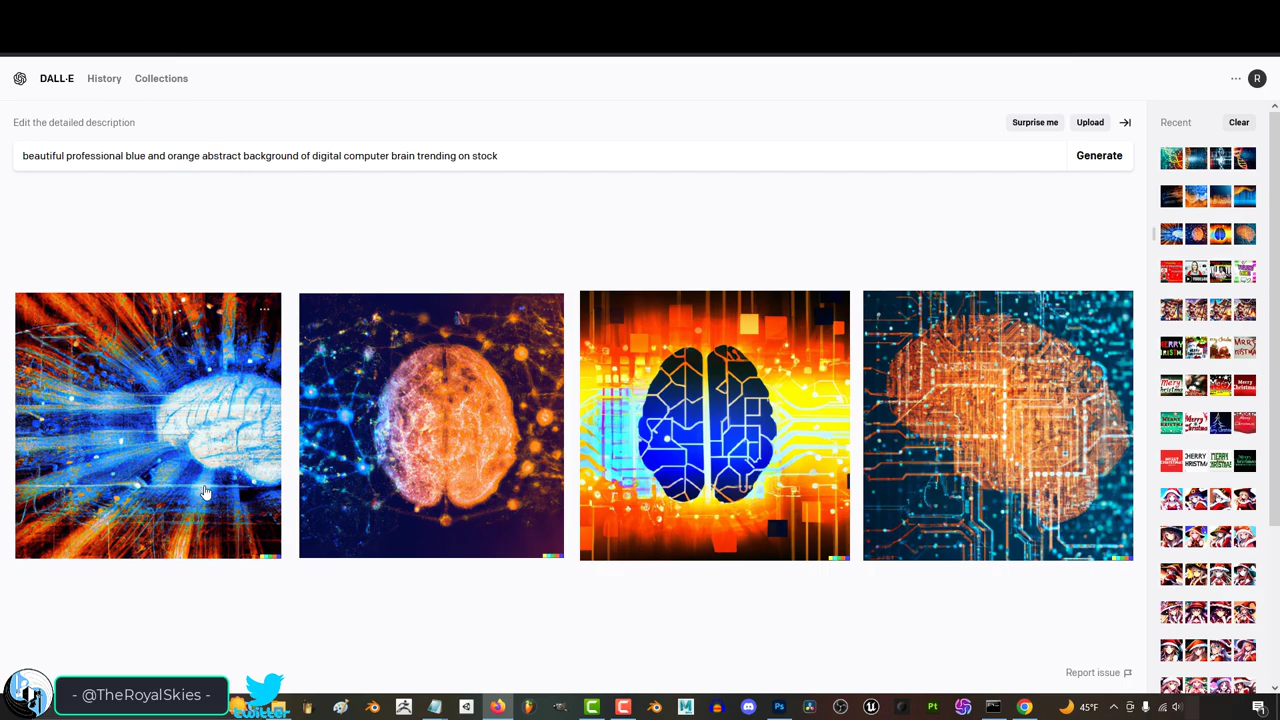 DALL·E
History
Collections
R
Edit the detailed description
Surprise me
Upload
Recent
Clear
beautiful professional blue and orange abstract background of digital computer brain trending on stock
Generate
Report issue
- @TheRoyalSkies -
twitter
45°F